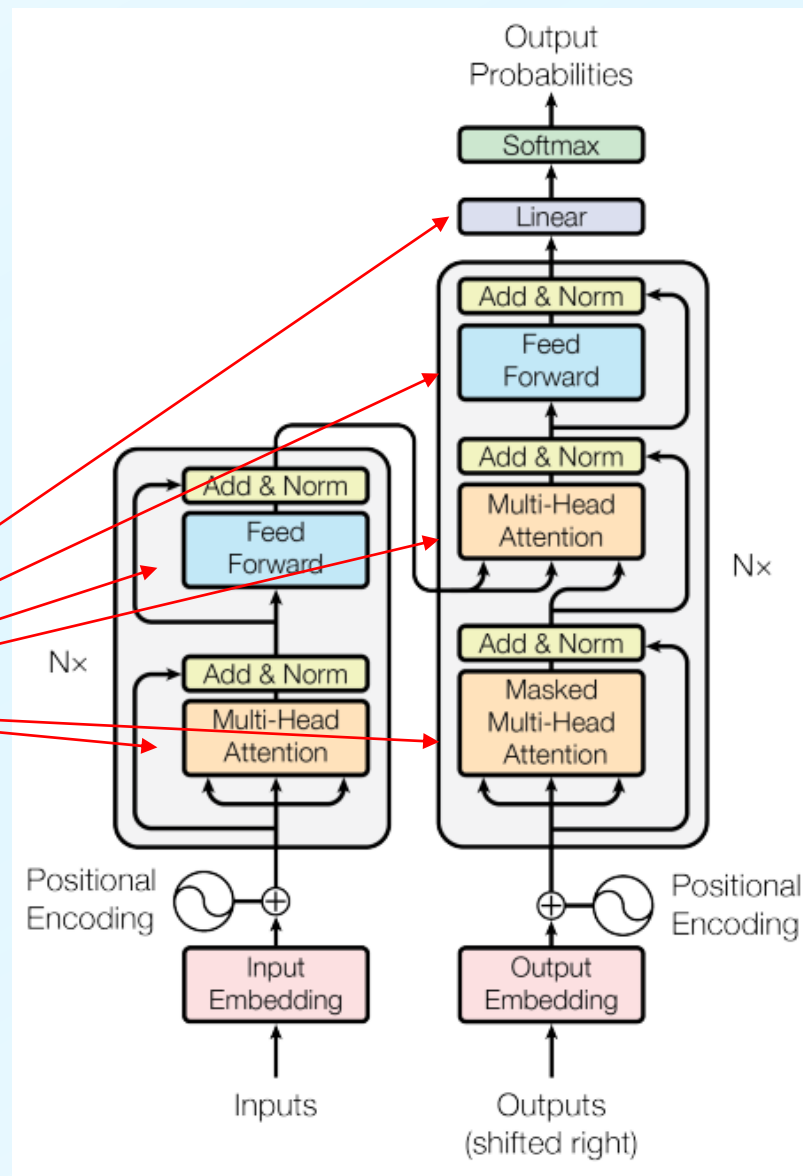 Output
Probabilities
Softmax
Linear
Add & Norm
Feed
Forward
Add & Norm
Multi-Head
Attention
Nx
Add & Norm
Masked
Multi-Head
Attention
Add & Norm
Feed
Forward
Nx
Add & Norm
Multi-Head
Attention
Positional
Encoding
Positional
Encoding
Input
Embedding
Output
Embedding
Inputs
Outputs
(shifted right)